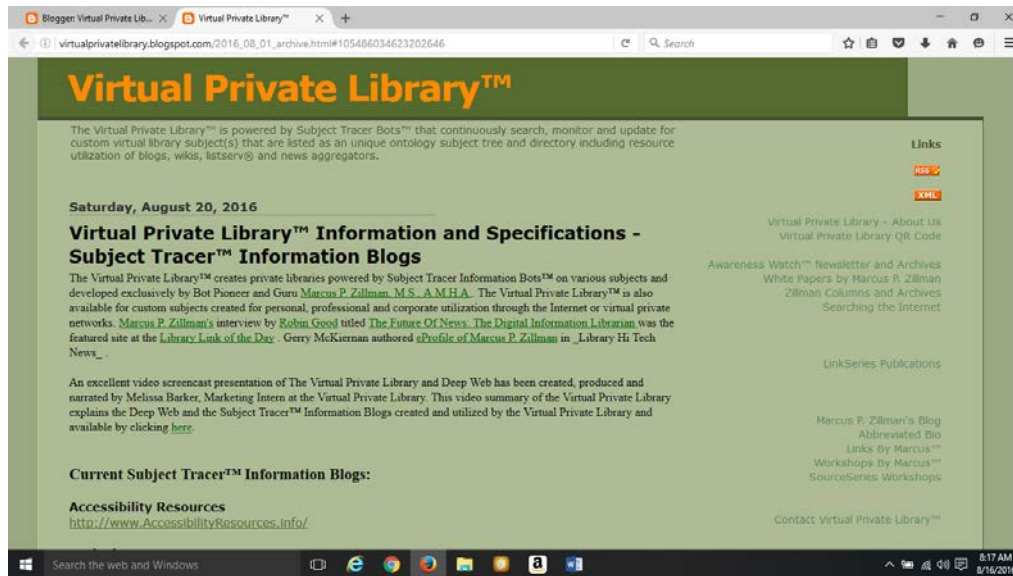 Blogger: Virtual Private Lib...
Virtual Private Library™
virtualprivatelibrary.blogspot.com/2016_08_01_archive.html#105486034623202646
Search
Virtual Private Library™
The Virtual Private Library™ is powered by Subject Tracer Bots™ that continuously search, monitor and update for
custom virtual library subject(s) that are listed as an unique ontology subject tree and directory including resource
utilization of blogs, wikis, listserv® and news aggregators.
Saturday, August 20, 2016
Virtual Private Library™ Information and Specifications -
Subject Tracer™ Information Blogs
The Virtual Private Library™ creates private libraries powered by Subject Tracer Information Bots™ on various subjects and
developed exclusively by Bot Pioneer and Guru Marcus P. Zillman, M.S., A.M.H.A.. The Virtual Private Library™ is also
available for custom subjects created for personal, professional and corporate utilization through the Internet or virtual private
networks. Marcus P. Zillman's interview by Robin Good titled The Future Of News: The Digital Information Librarian was the
featured site at the Library Link of the Day . Gerry McKiernan authored eProfile of Marcus P. Zillman in _Library Hi Tech
News_ .
An excellent video screencast presentation of The Virtual Private Library and Deep Web has been created, produced and
narrated by Melissa Barker, Marketing Intern at the Virtual Private Library. This video summary of the Virtual Private Library
explains the Deep Web and the Subject Tracer™ Information Blogs created and utilized by the Virtual Private Library and
available by clicking here.
Current Subject Tracer™ Information Blogs:
Accessibility Resources
http://www.AccessibilityResources.info/
Links
RSS
XML
Virtual Private Library - About Us
Virtual Private Library QR Code
Awareness Watch™ Newsletter and Archives
White Papers by Marcus P. Zillman
Zillman Columns and Archives
Searching the Internet
LinkSeries Publications
Marcus P. Zillman's Blog
Abbreviated Bio
Links By Marcus™
Workshops By Marcus™
SourceSeries Workshops
Contact Virtual Private Library™
Search the web and Windows
8:17 AM
8/16/2016